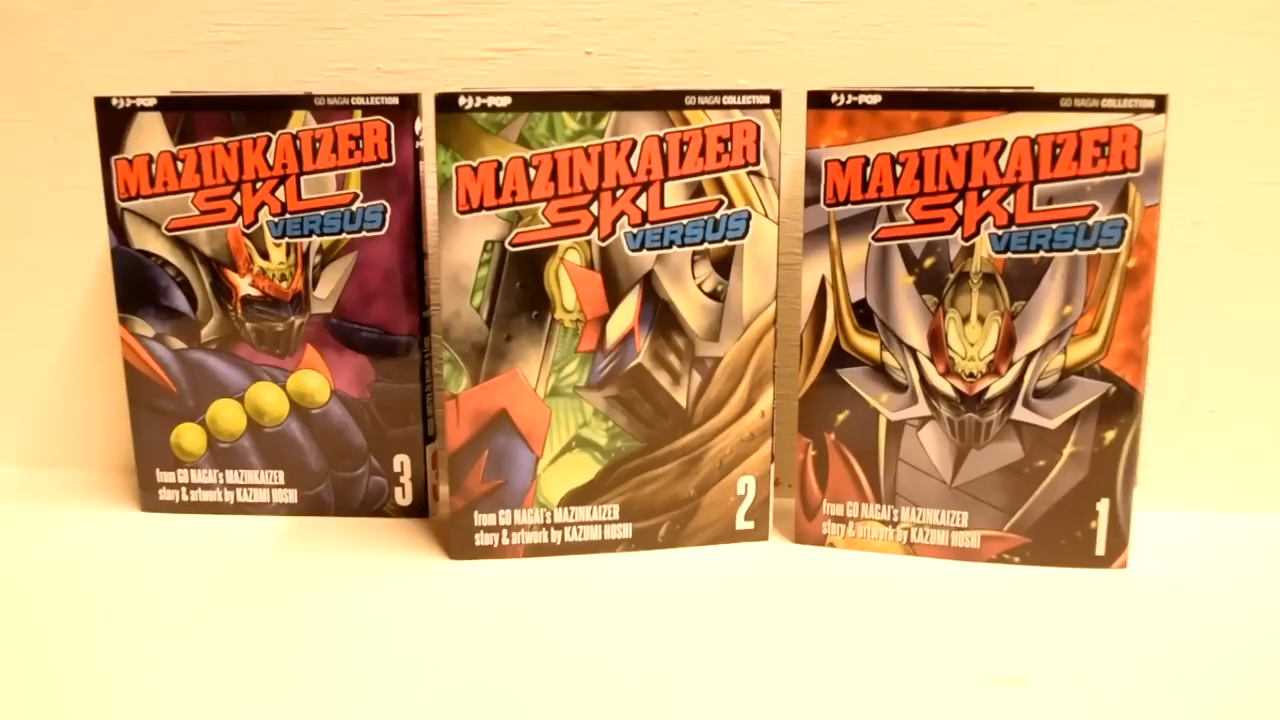 J-POP
GO NAGAI COLLECTION
MAZINKAIZER
SKL
VERSUS
from GO NAGAI's MAZINKAIZER
story & artwork by KAZUMI HOSHI
3
J-POP
GO NAGAI COLLECTION
MAZINKAIZER
SKL
VERSUS
from GO NAGAI's MAZINKAIZER
story & artwork by KAZUMI HOSHI
2
J-POP
GO NAGAI COLLECTION
MAZINKAIZER
SKL
VERSUS
from GO NAGAI's MAZINKAIZER
story & artwork by KAZUMI HOSHI
1